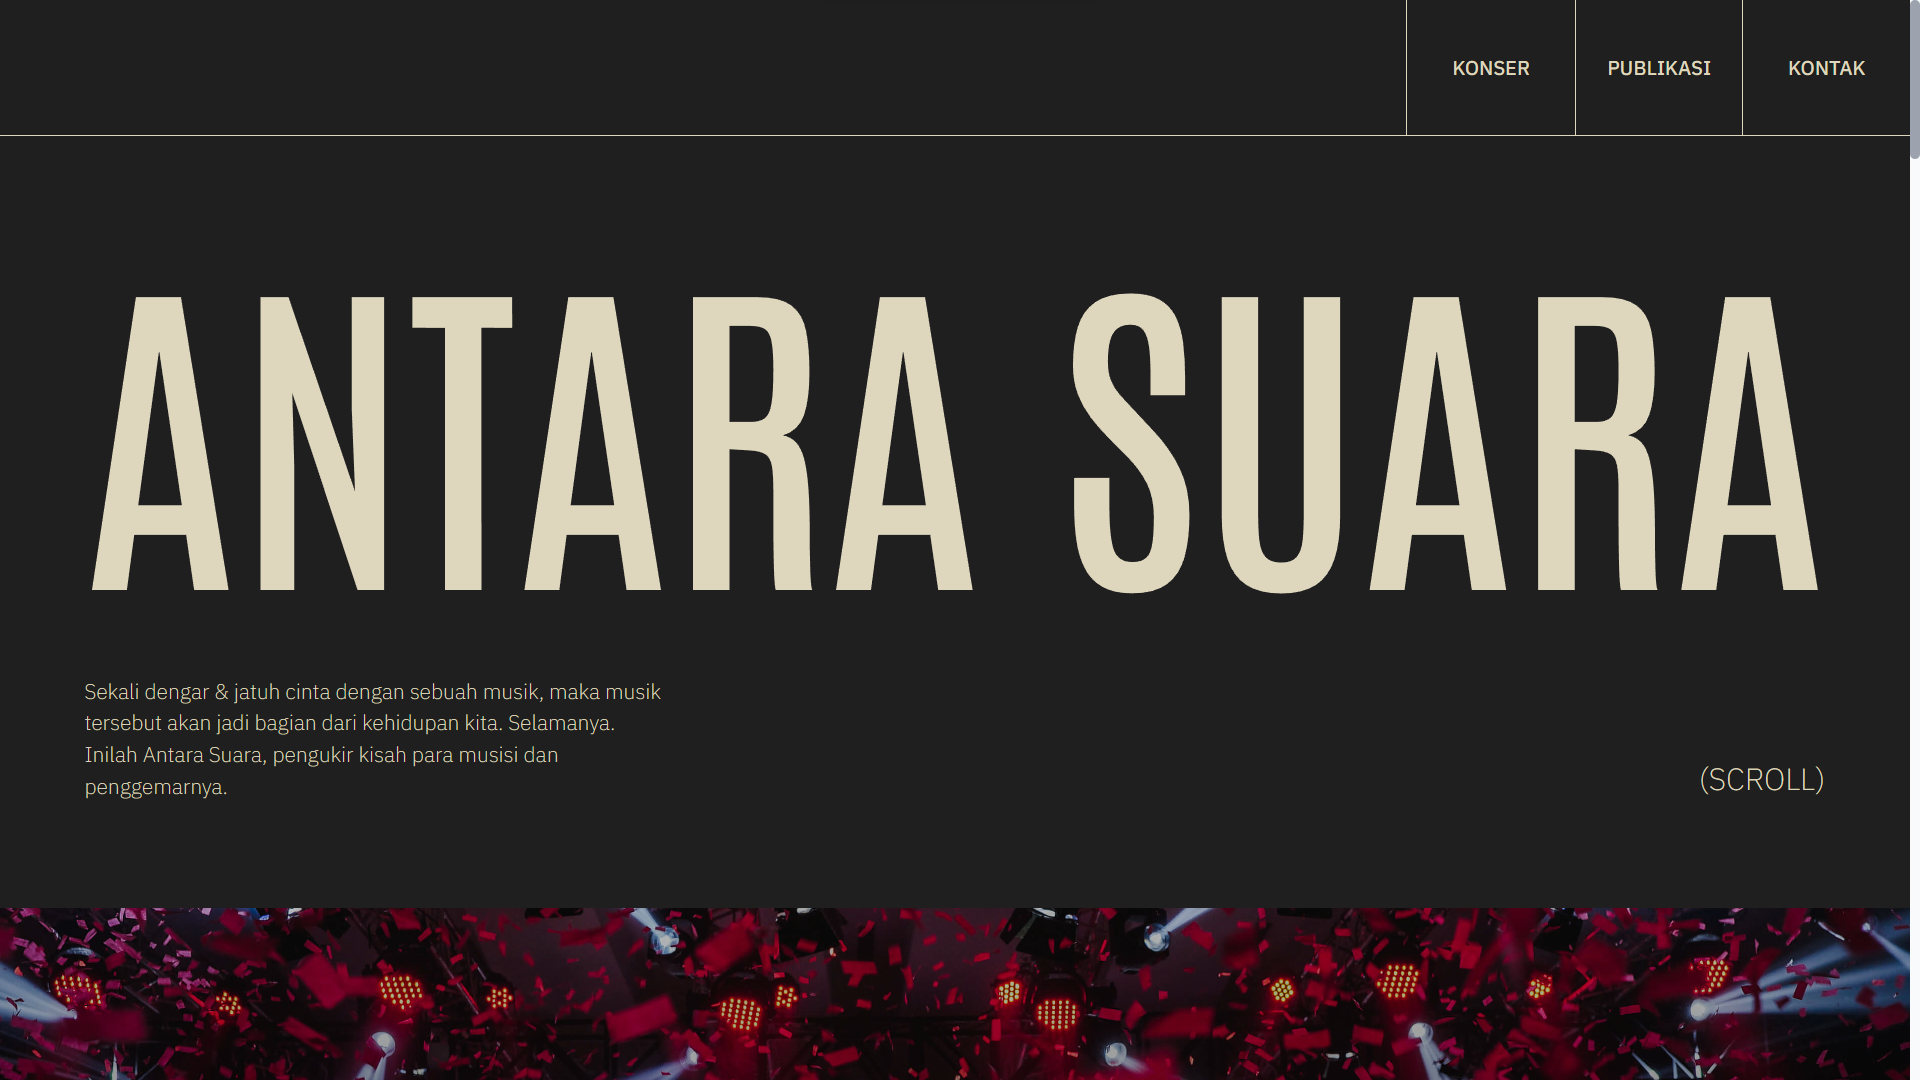 KONSER
PUBLIKASI
KONTAK
ANTARA SUARA
Sekali dengar & jatuh cinta dengan sebuah musik, maka musik
tersebut akan jadi bagian dari kehidupan kita. Selamanya.
Inilah Antara Suara, pengukir kisah para musisi dan
penggemarnya.
(SCROLL)